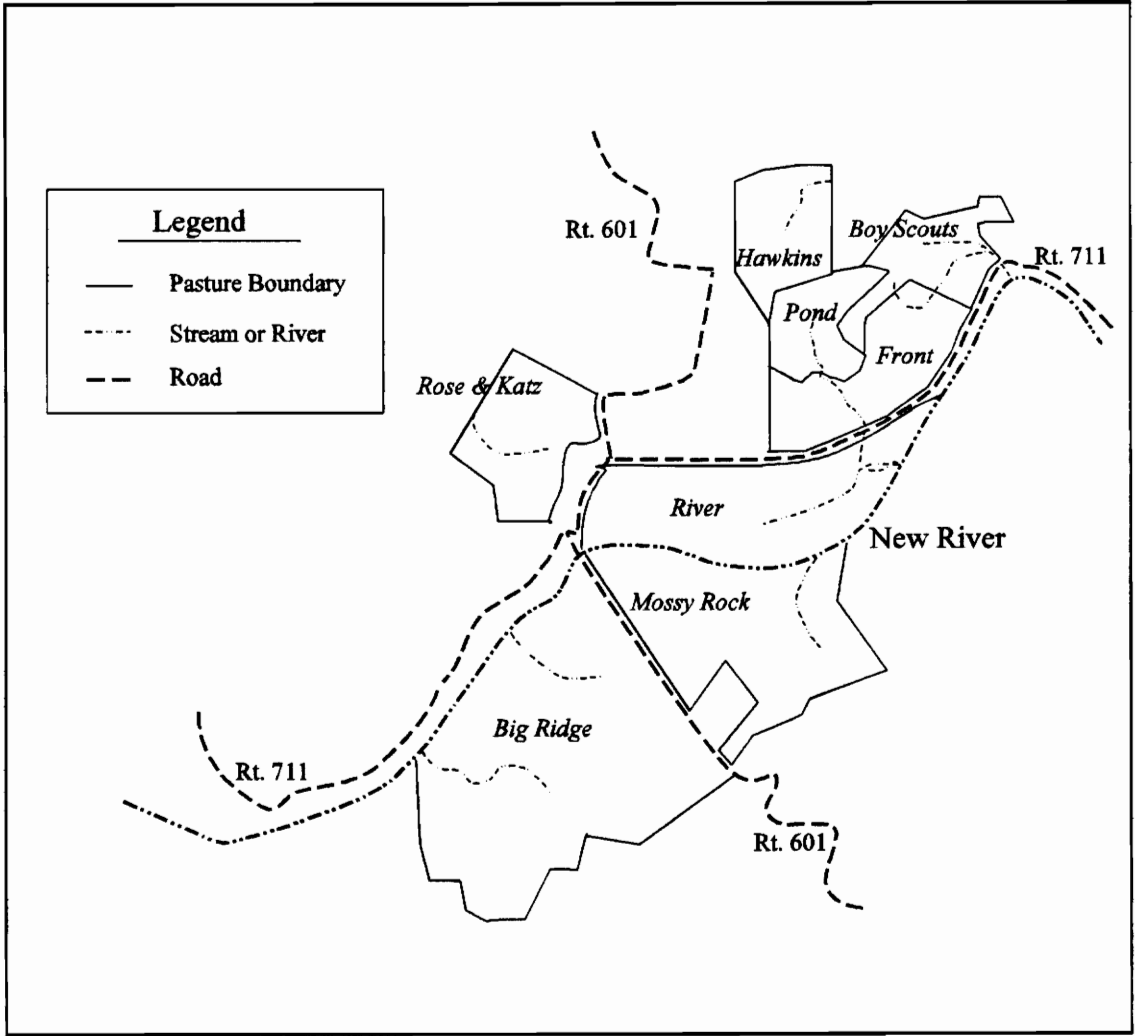 Legend
Pasture Boundary
Stream or River
Road
Rt. 601
Hawkins
Boy Scouts
Rt. 711
Pond
Front
Rose & Katz
River
New River
Mossy Rock
Big Ridge
Rt. 711
Rt. 601